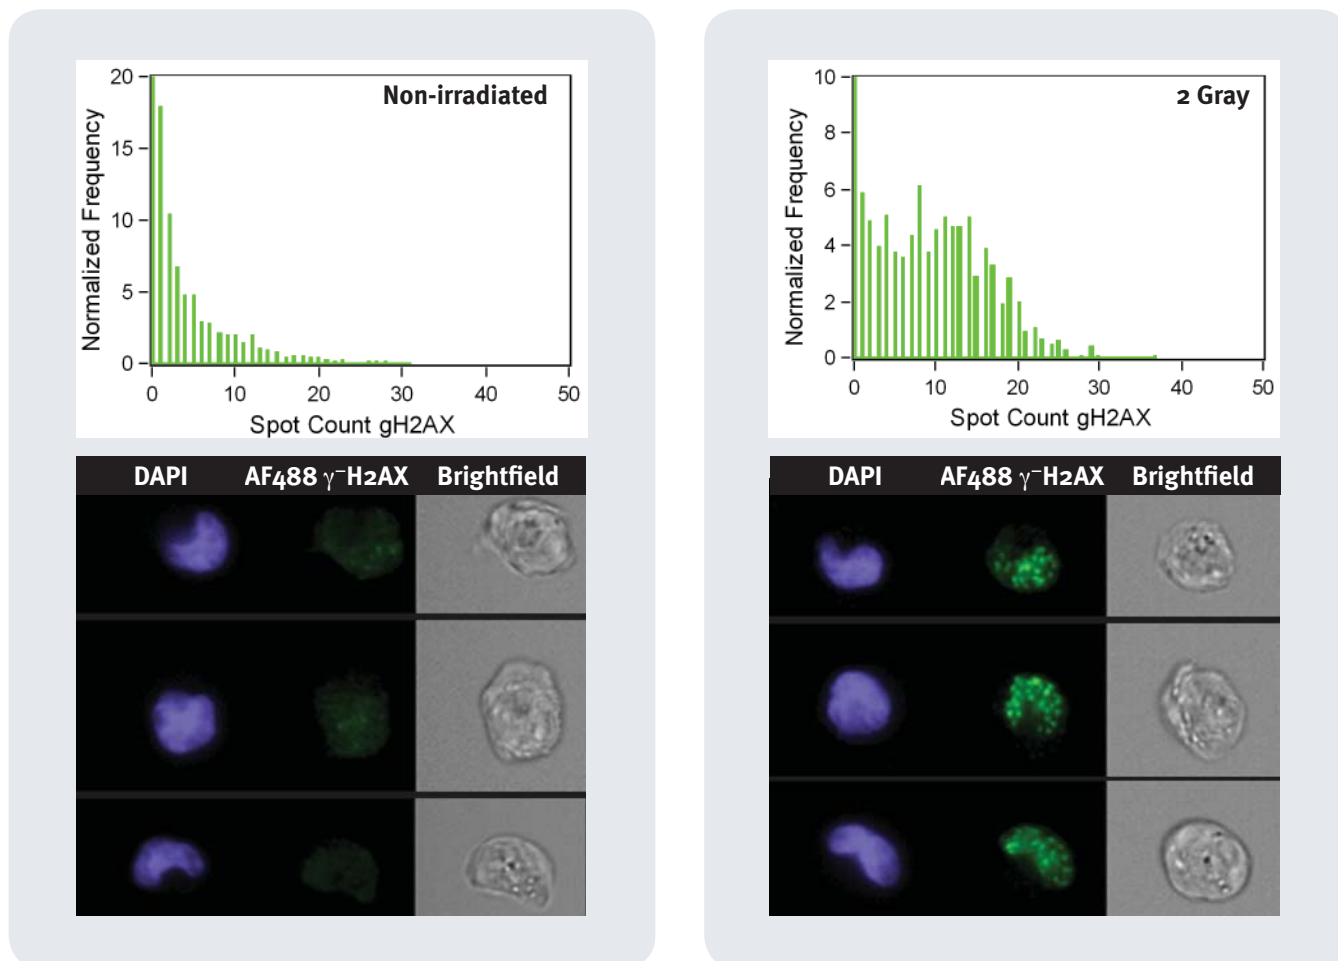 Non-irradiated
20
15
10
5
0
Normalized Frequency
0 10 20 30 40 50
Spot Count gH2AX
DAPI AF488 γ–H2AX Brightfield
2 Gray
10
8
6
4
2
0
Normalized Frequency
0 10 20 30 40 50
Spot Count gH2AX
DAPI AF488 γ–H2AX Brightfield